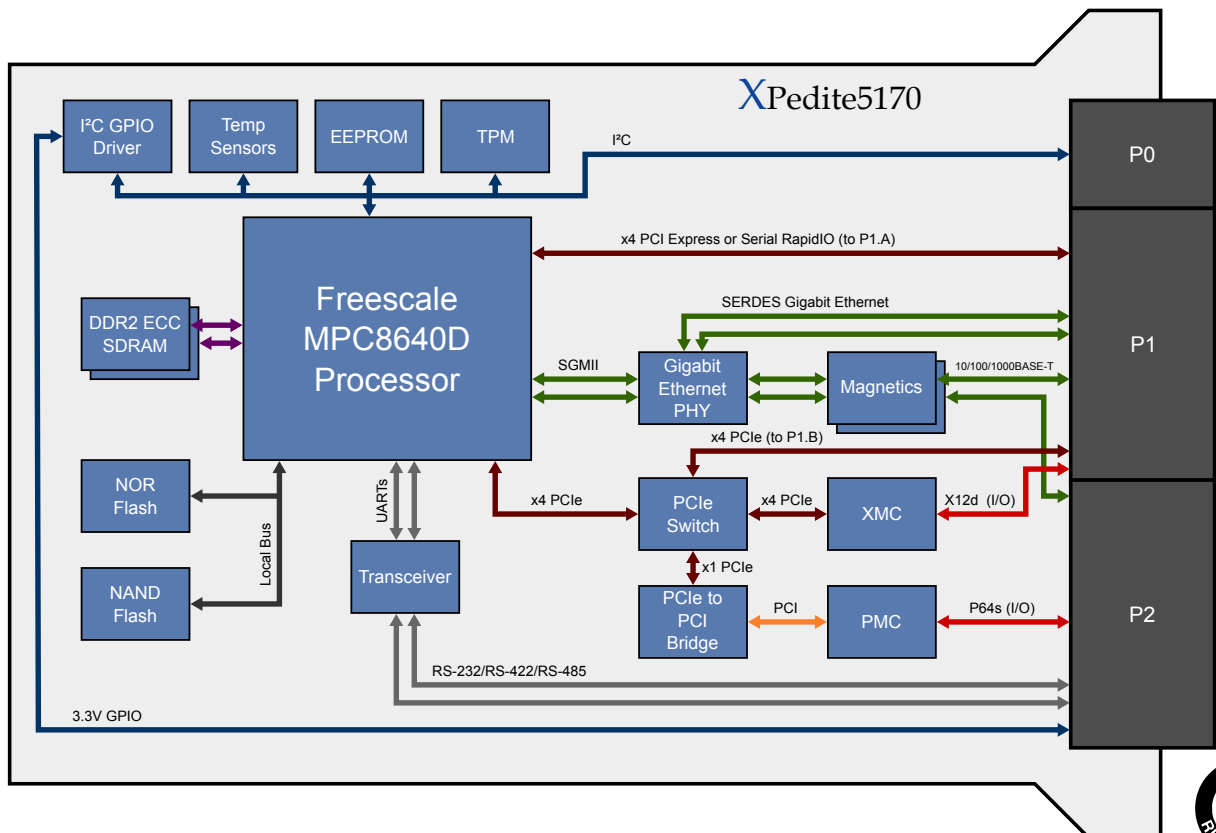 XPedite5170
I²C GPIO
Driver
Temp
Sensors
EEPROM
TPM
I²C
P0
x4 PCI Express or Serial RapidIO (to P1.A)
Freescale
MPC8640D
Processor
DDR2 ECC
SDRAM
SERDES Gigabit Ethernet
P1
SGMII
Gigabit
Ethernet
PHY
Magnetics
10/100/1000BASE-T
x4 PCIe (to P1.B)
NOR
Flash
Local Bus
NAND
Flash
UARTs
Transceiver
x4 PCIe
PCIe
Switch
x4 PCIe
XMC
X12d (I/O)
x1 PCIe
PCIe to
PCI
Bridge
PCI
PMC
P64s (I/O)
P2
RS-232/RS-422/RS-485
3.3V GPIO